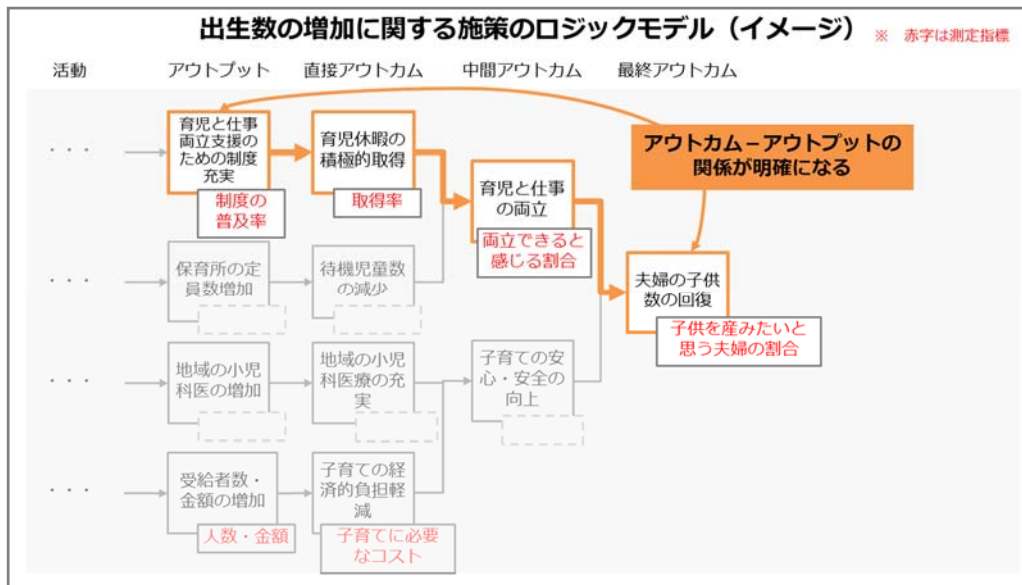 出生数の増加に関する施策のロジックモデル（イメージ）
※ 赤字は測定指標
活動
アウトプット
直接アウトカム
中間アウトカム
最終アウトカム
・・・
育児と仕事
両立支援の
ための制度
充実
制度の
普及率
育児休暇の
積極的取得
取得率
育児と仕事
の両立
両立できると
感じる割合
アウトカム－アウトプットの
関係が明確になる
夫婦の子供
数の回復
子供を産みたいと
思う夫婦の割合
・・・
保育所の定
員数増加
待機児童数
の減少
・・・
地域の小児
科医の増加
地域の小児
科医療の充
実
子育ての安
心・安全の
向上
・・・
受給者数・
金額の増加
人数・金額
子育ての経
済的負担軽
減
子育てに必要
なコスト